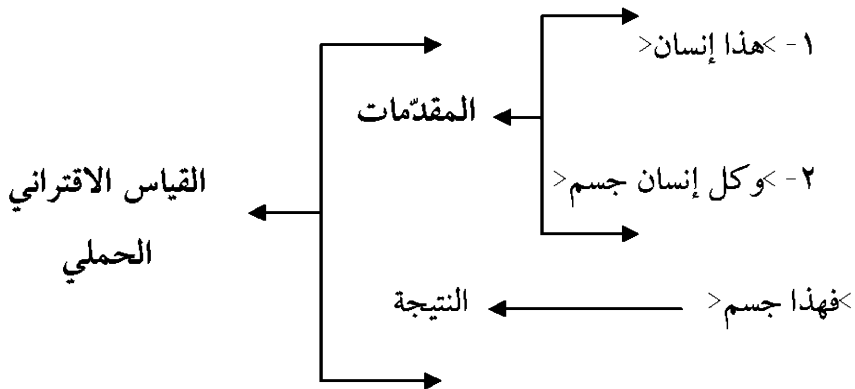 ١- >هذا إنسان<
المقدّمات
٢- >وكل إنسان جسم<
القياس الاقتراني
الحملي
>فهذا جسم<
النتيجة